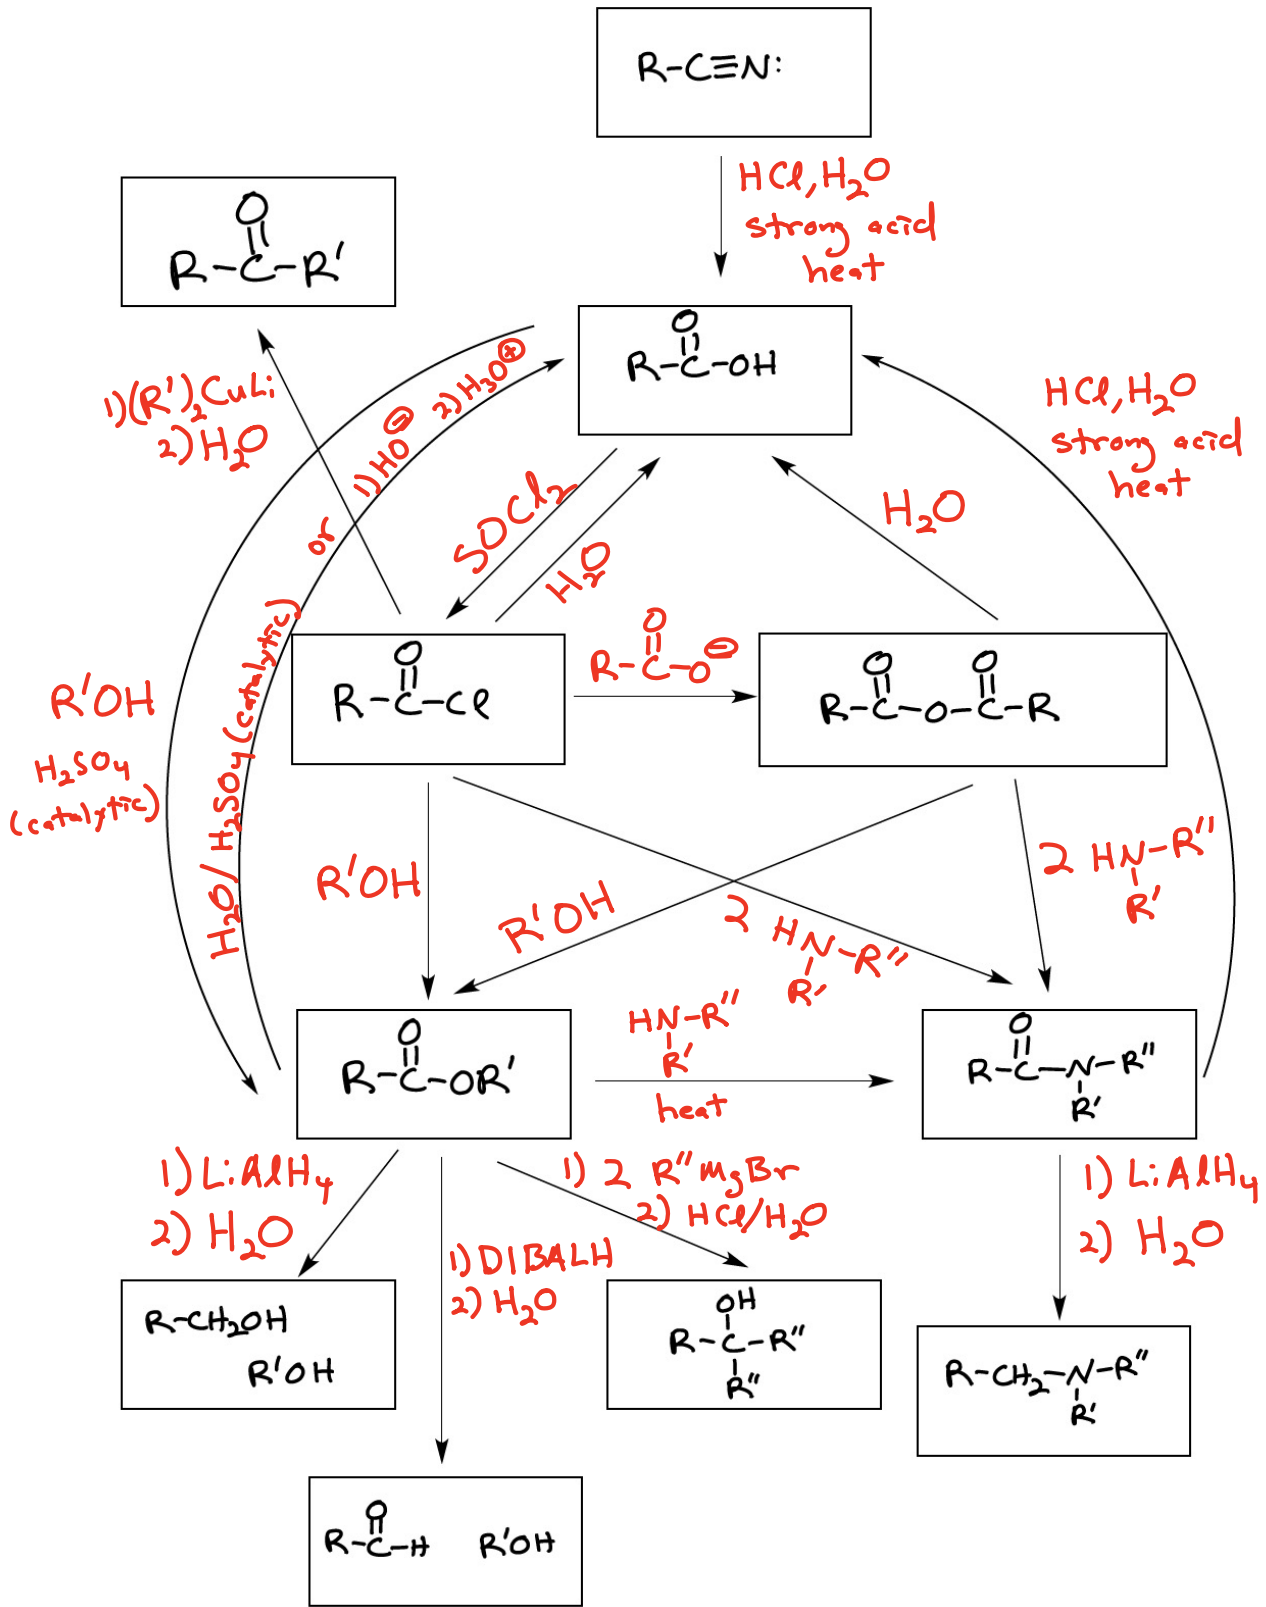 R-C≡N:
HCl, H₂O
strong acid
heat
O
R-C-R'
O
R-C-OH
1) (R')₂CuLi
2) H₂O
1) HO⊖ 2) H₃O⊕
or
H₂O/H₂SO₄ (catalytic)
SOCl₂
H₂O
H₂O
HCl, H₂O
strong acid
heat
R'OH
H₂SO₄
(catalytic)
O
R-C-Cl
O
R-C-O⊖
O O
R-C-O-C-R
R'OH
R'OH
2 HN-R''
R'
2 HN-R''
R'
O
R-C-OR'
HN-R''
R'
heat
O
R-C-N-R''
R'
1) LiAlH₄
2) H₂O
1) DIBALH
2) H₂O
1) 2 R''MgBr
2) HCl/H₂O
1) LiAlH₄
2) H₂O
R-CH₂OH
R'OH
OH
R-C-R''
R''
R-CH₂-N-R''
R'
O
R-C-H R'OH